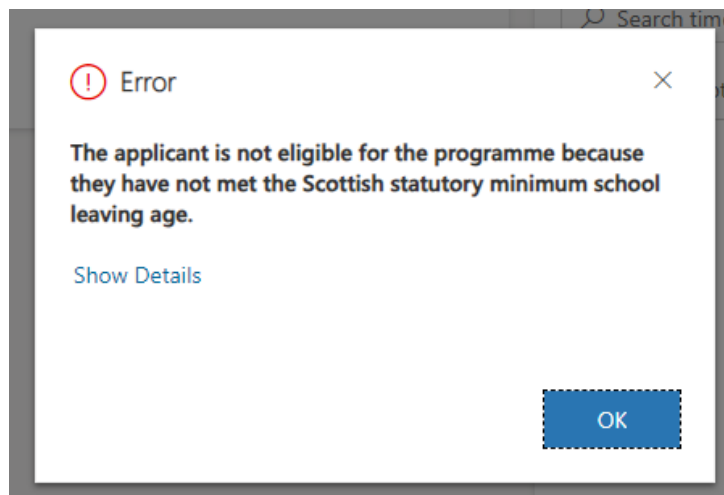 Search tim
Error
The applicant is not eligible for the programme because
they have not met the Scottish statutory minimum school
leaving age.
Show Details
OK